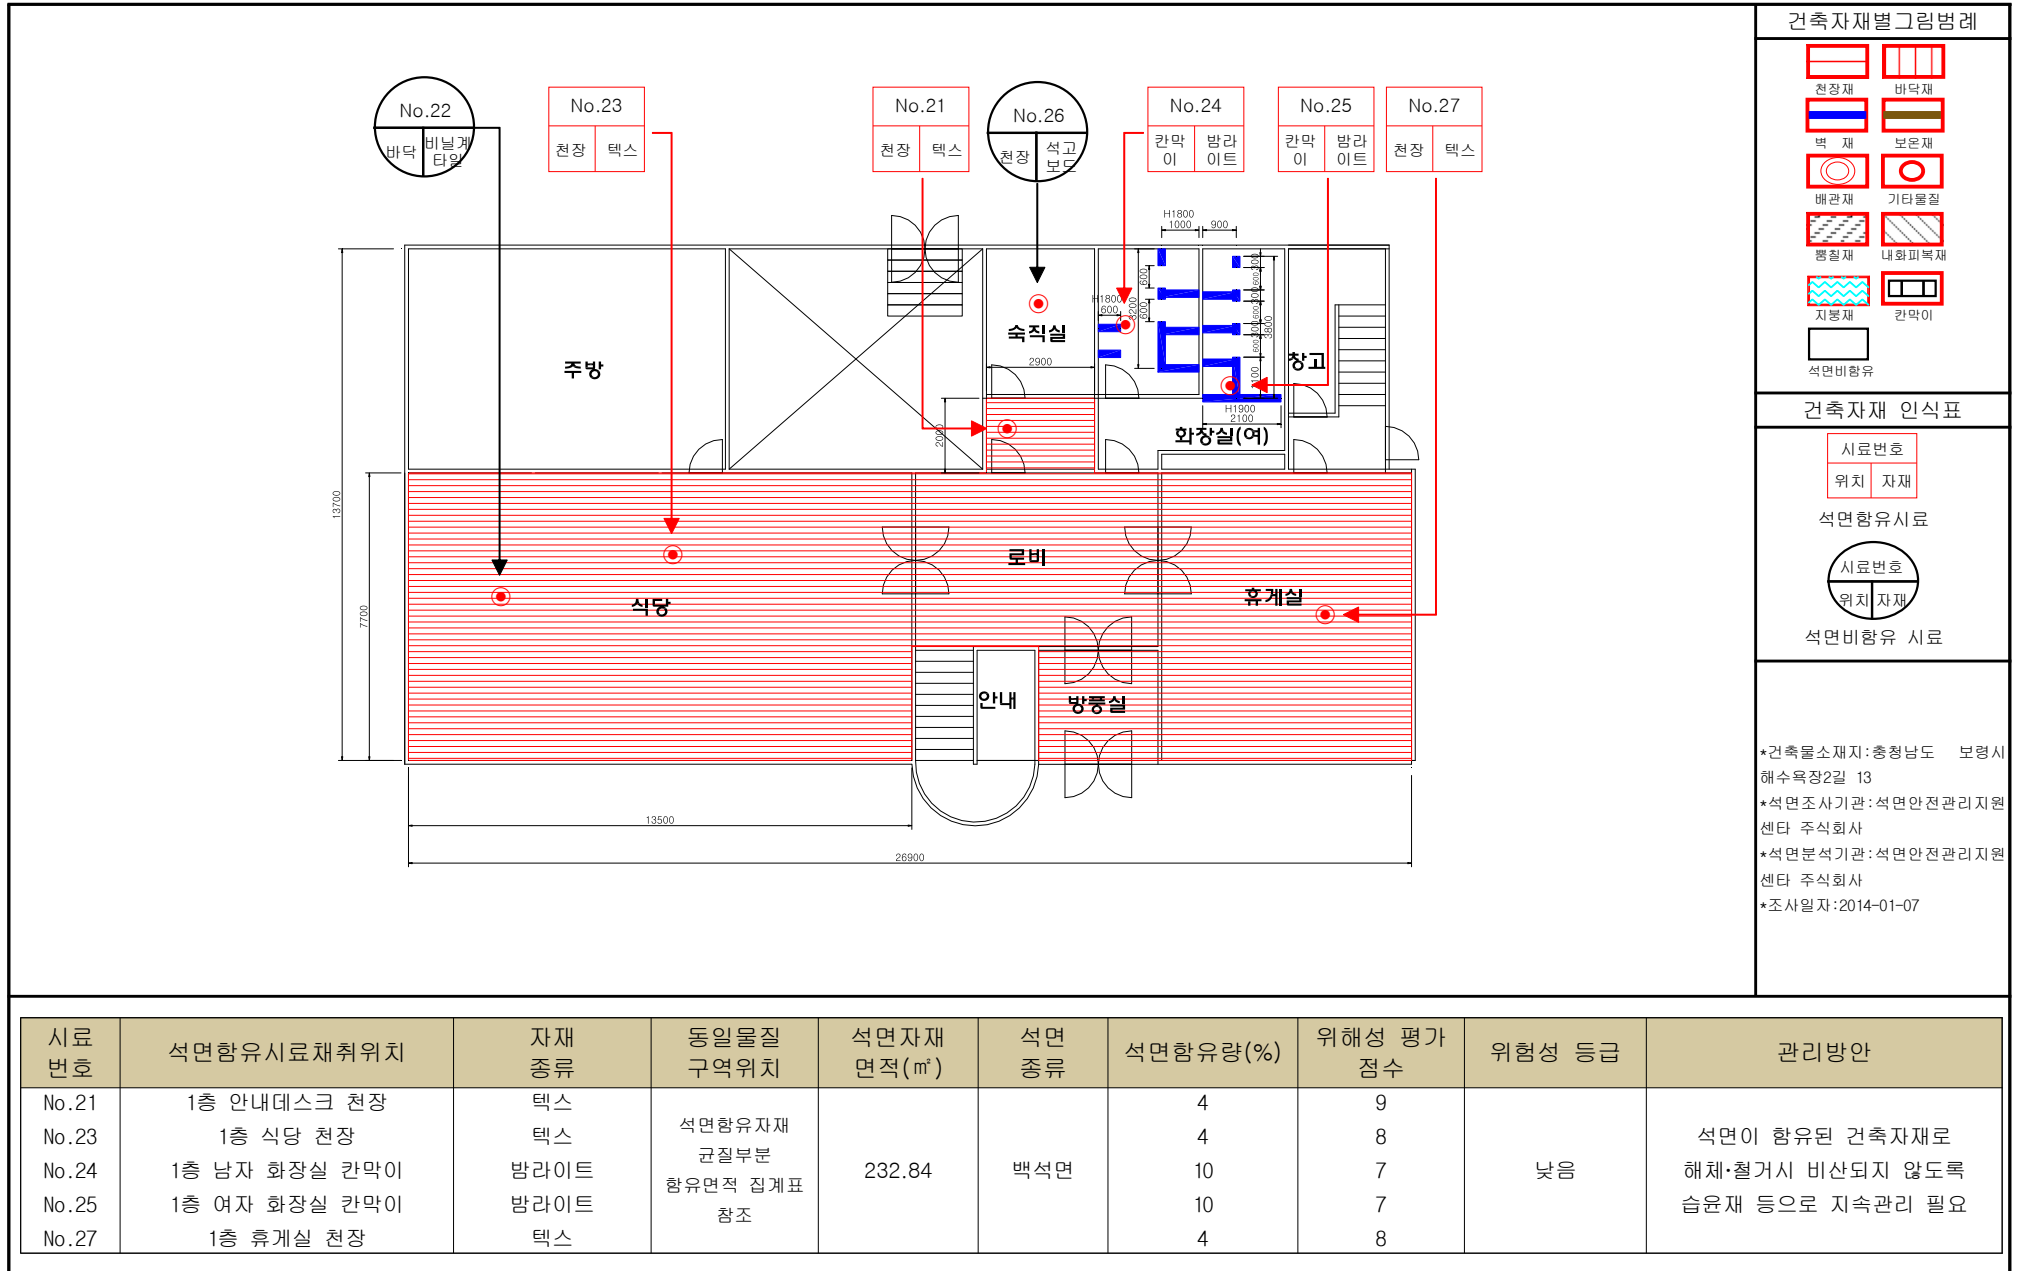 건축자재별그림범례
천장재
바닥재
벽 재
보온재
배관재
기타물질
뿜칠재
내화피복재
지붕재
칸막이
석면비함유
건축자재 인식표
시료번호
위치 자재
석면함유시료
시료번호
위치 자재
석면비함유 시료
*건축물소재지:충청남도 보령시
해수욕장2길 13
*석면조사기관:석면안전관리지원
센타 주식회사
*석면분석기관:석면안전관리지원
센타 주식회사
*조사일자:2014-01-07
No.22
바닥
비닐계
타일
No.23
천장 텍스
No.21
천장 텍스
No.26
천장
석고
보드
No.24
칸막
이
밤라
이트
No.25
칸막
이
밤라
이트
No.27
천장 텍스
H1800
1000
900
300
600
300
600
300
600
1100
3800
600
600
3200
H1800
600
숙직실
2900
주방
창고
H1900
2100
화장실(여)
2000
13700
7700
로비
식당
휴게실
안내
방풍실
13500
26900
시료
번호
석면함유시료채취위치
자재
종류
동일물질
구역위치
석면자재
면적(㎡)
석면
종류
석면함유량(%)
위해성 평가
점수
위험성 등급
관리방안
No.21 1층 안내데스크 천장 텍스 4 9
No.23 1층 식당 천장 텍스 4 8
No.24 1층 남자 화장실 칸막이 밤라이트 10 7
No.25 1층 여자 화장실 칸막이 밤라이트 10 7
No.27 1층 휴게실 천장 텍스 4 8
석면함유자재
균질부분
함유면적 집계표
참조
232.84
백석면
낮음
석면이 함유된 건축자재로
해체·철거시 비산되지 않도록
습윤재 등으로 지속관리 필요